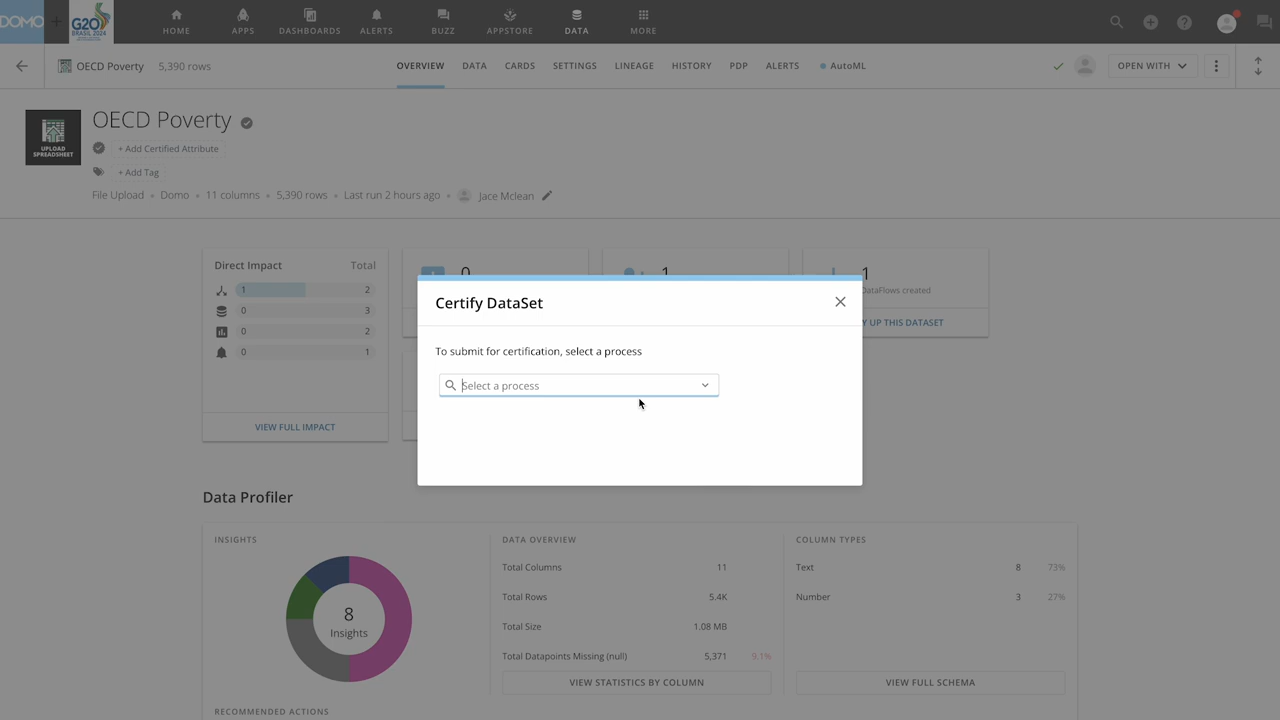 DOMO
+
G20
BRASIL 2024
HOME
APPS
DASHBOARDS
ALERTS
BUZZ
APPSTORE
DATA
MORE
OECD Poverty 5,390 rows
OVERVIEW DATA CARDS SETTINGS LINEAGE HISTORY PDP ALERTS AutoML
OPEN WITH
UPLOAD
SPREADSHEET
OECD Poverty
+ Add Certified Attribute
+ Add Tag
File Upload • Domo • 11 columns • 5,390 rows • Last run 2 hours ago • Jace Mclean
Direct Impact Total
1 2
0 3
0 2
0 1
VIEW FULL IMPACT
0
1
1
DataFlows created
Y UP THIS DATASET
Certify DataSet
To submit for certification, select a process
Select a process
Data Profiler
INSIGHTS
8
Insights
DATA OVERVIEW
Total Columns 11
Total Rows 5.4K
Total Size 1.08 MB
Total Datapoints Missing (null) 5,371 9.1%
VIEW STATISTICS BY COLUMN
COLUMN TYPES
Text 8 73%
Number 3 27%
VIEW FULL SCHEMA
RECOMMENDED ACTIONS